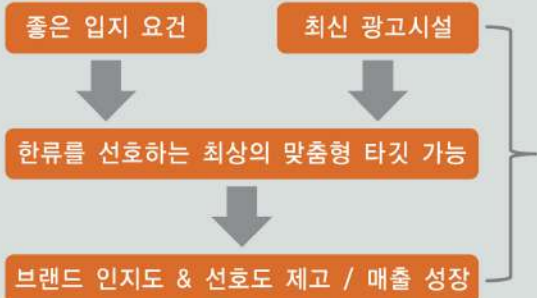 좋은 입지 요건
최신 광고시설
한류를 선호하는 최상의 맞춤형 타깃 가능
브랜드 인지도 & 선호도 제고 / 매출 성장